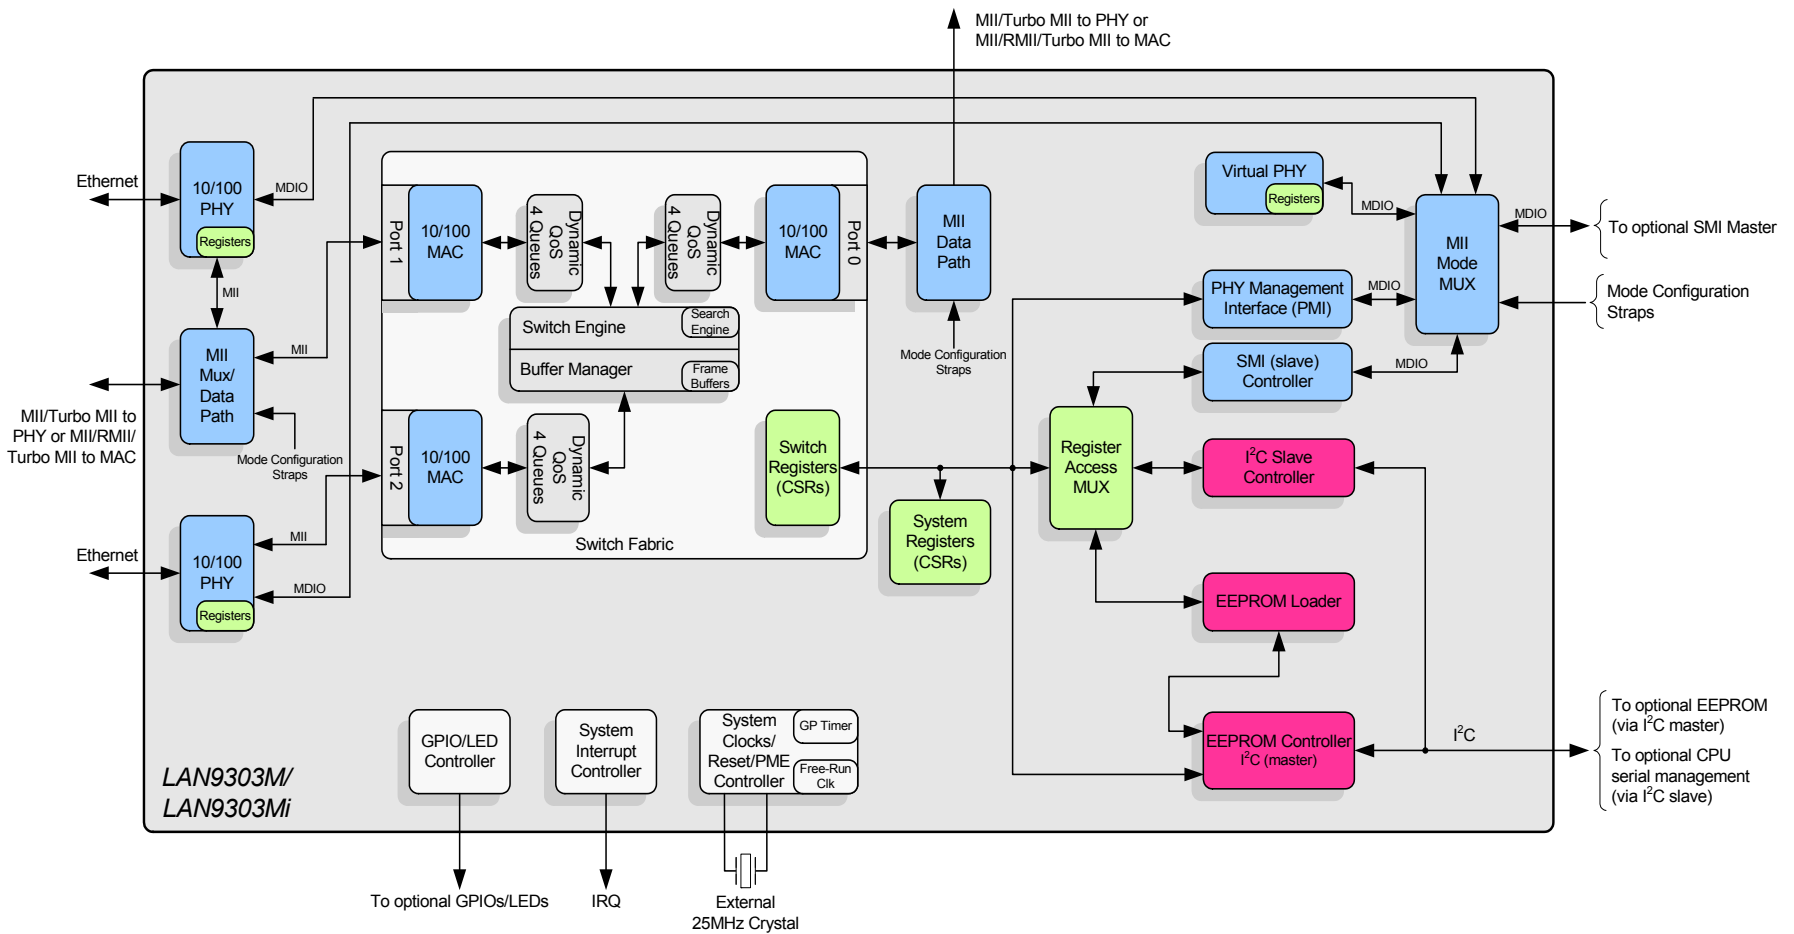 MII/Turbo MII to PHY or
MII/RMII/Turbo MII to MAC
Ethernet
10/100
PHY
Registers
MDIO
MII
MII
Mux/
Data
Path
MII
MII/Turbo MII to
PHY or MII/RMII/
Turbo MII to MAC
Mode Configuration
Straps
Ethernet
10/100
PHY
Registers
MII
MDIO
Port 1
10/100
MAC
Dynamic
QoS
4 Queues
Dynamic
QoS
4 Queues
10/100
MAC
Port 0
Switch Engine
Search
Engine
Buffer Manager
Frame
Buffers
Port 2
10/100
MAC
Dynamic
QoS
4 Queues
Switch
Registers
(CSRs)
Switch Fabric
MII
Data
Path
Mode Configuration
Straps
System
Registers
(CSRs)
Virtual PHY
Registers
MDIO
MII
Mode
MUX
MDIO
To optional SMI Master
Mode Configuration
Straps
PHY Management
Interface (PMI)
MDIO
SMI (slave)
Controller
MDIO
Register
Access
MUX
I2C Slave
Controller
EEPROM Loader
EEPROM Controller
I2C (master)
I2C
To optional EEPROM
(via I2C master)
To optional CPU
serial management
(via I2C slave)
LAN9303M/
LAN9303Mi
GPIO/LED
Controller
System
Interrupt
Controller
System
Clocks/
Reset/PME
Controller
GP Timer
Free-Run
Clk
To optional GPIOs/LEDs
IRQ
External
25MHz Crystal